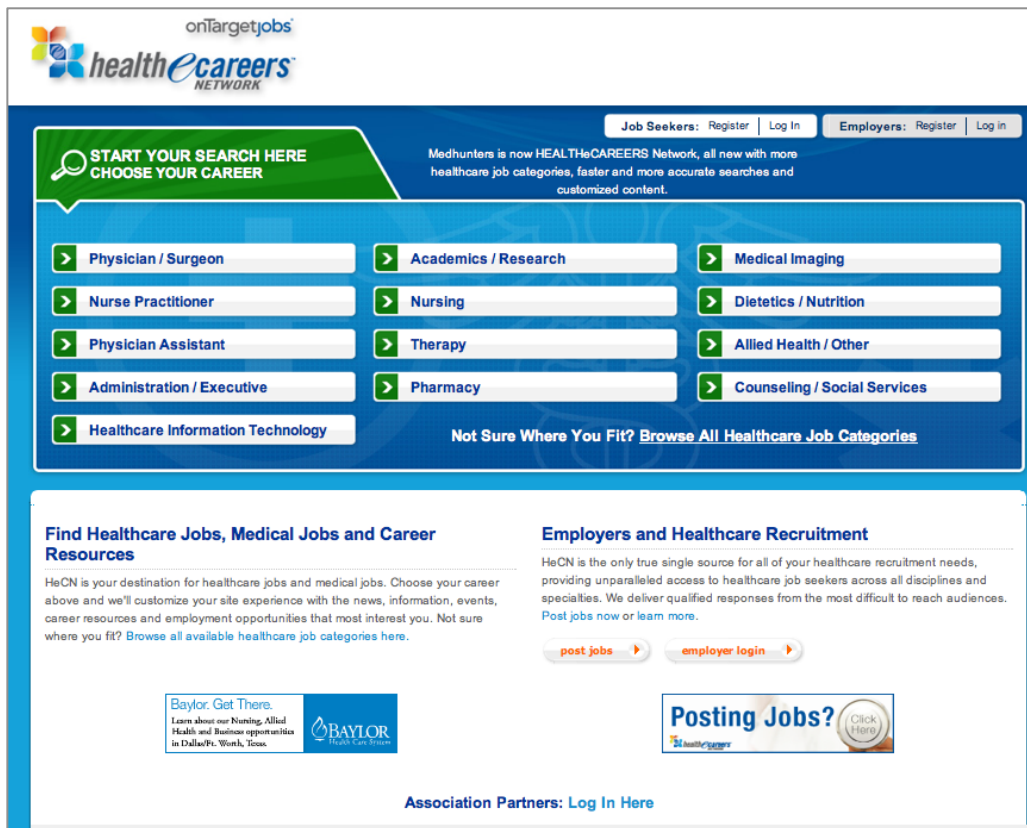 onTargetjobs
healthecareers™
NETWORK
Job Seekers: Register | Log In
Employers: Register | Log in
START YOUR SEARCH HERE
CHOOSE YOUR CAREER
Medhunters is now HEALTHeCAREERS Network, all new with more
healthcare job categories, faster and more accurate searches and
customized content.
Physician / Surgeon
Academics / Research
Medical Imaging
Nurse Practitioner
Nursing
Dietetics / Nutrition
Physician Assistant
Therapy
Allied Health / Other
Administration / Executive
Pharmacy
Counseling / Social Services
Healthcare Information Technology
Not Sure Where You Fit? Browse All Healthcare Job Categories
Find Healthcare Jobs, Medical Jobs and Career
Resources
HeCN is your destination for healthcare jobs and medical jobs. Choose your career
above and we'll customize your site experience with the news, information, events,
career resources and employment opportunities that most interest you. Not sure
where you fit? Browse all available healthcare job categories here.
Employers and Healthcare Recruitment
HeCN is the only true single source for all of your healthcare recruitment needs,
providing unparalleled access to healthcare job seekers across all disciplines and
specialties. We deliver qualified responses from the most difficult to reach audiences.
Post jobs now or learn more.
post jobs
employer login
Baylor. Get There.
Learn about our Nursing, Allied
Health and Business opportunities
in Dallas/Ft. Worth, Texas.
BAYLOR
Health Care System
Posting Jobs?
healthecareers
NETWORK
Click
Here
Association Partners: Log In Here